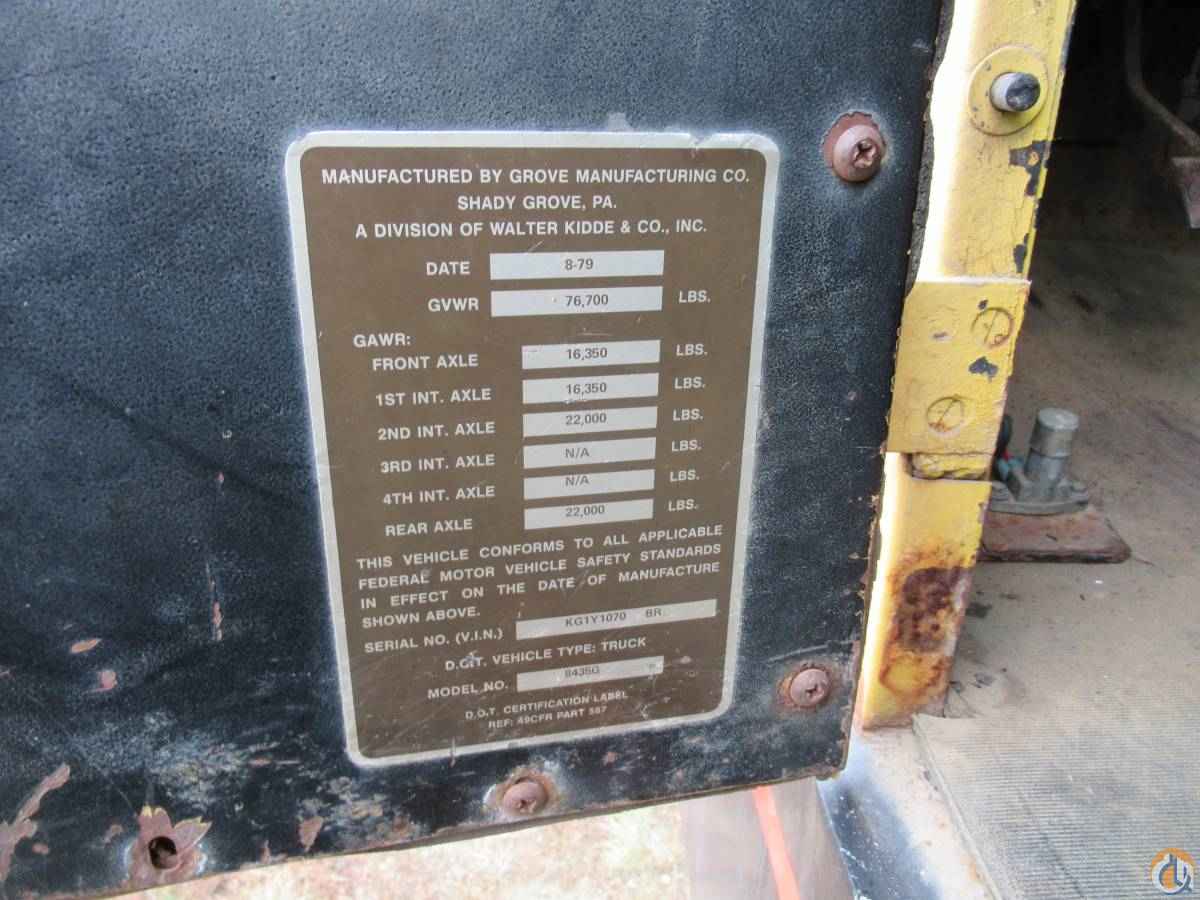 MANUFACTURED BY GROVE MANUFACTURING CO.
SHADY GROVE, PA.
A DIVISION OF WALTER KIDDE & CO., INC.
DATE 8-79
GVWR 76,700 LBS.
GAWR:
FRONT AXLE 16,350 LBS.
1ST INT. AXLE 16,350 LBS.
2ND INT. AXLE 22,000 LBS.
3RD INT. AXLE N/A LBS.
4TH INT. AXLE N/A LBS.
REAR AXLE 22,000 LBS.
THIS VEHICLE CONFORMS TO ALL APPLICABLE
FEDERAL MOTOR VEHICLE SAFETY STANDARDS
IN EFFECT ON THE DATE OF MANUFACTURE
SHOWN ABOVE.
SERIAL NO. (V.I.N.) KG1Y1070 BR.
D.O.T. VEHICLE TYPE: TRUCK
MODEL NO.
D.O.T. CERTIFICATION LABEL
REF: 49CFR PART 567